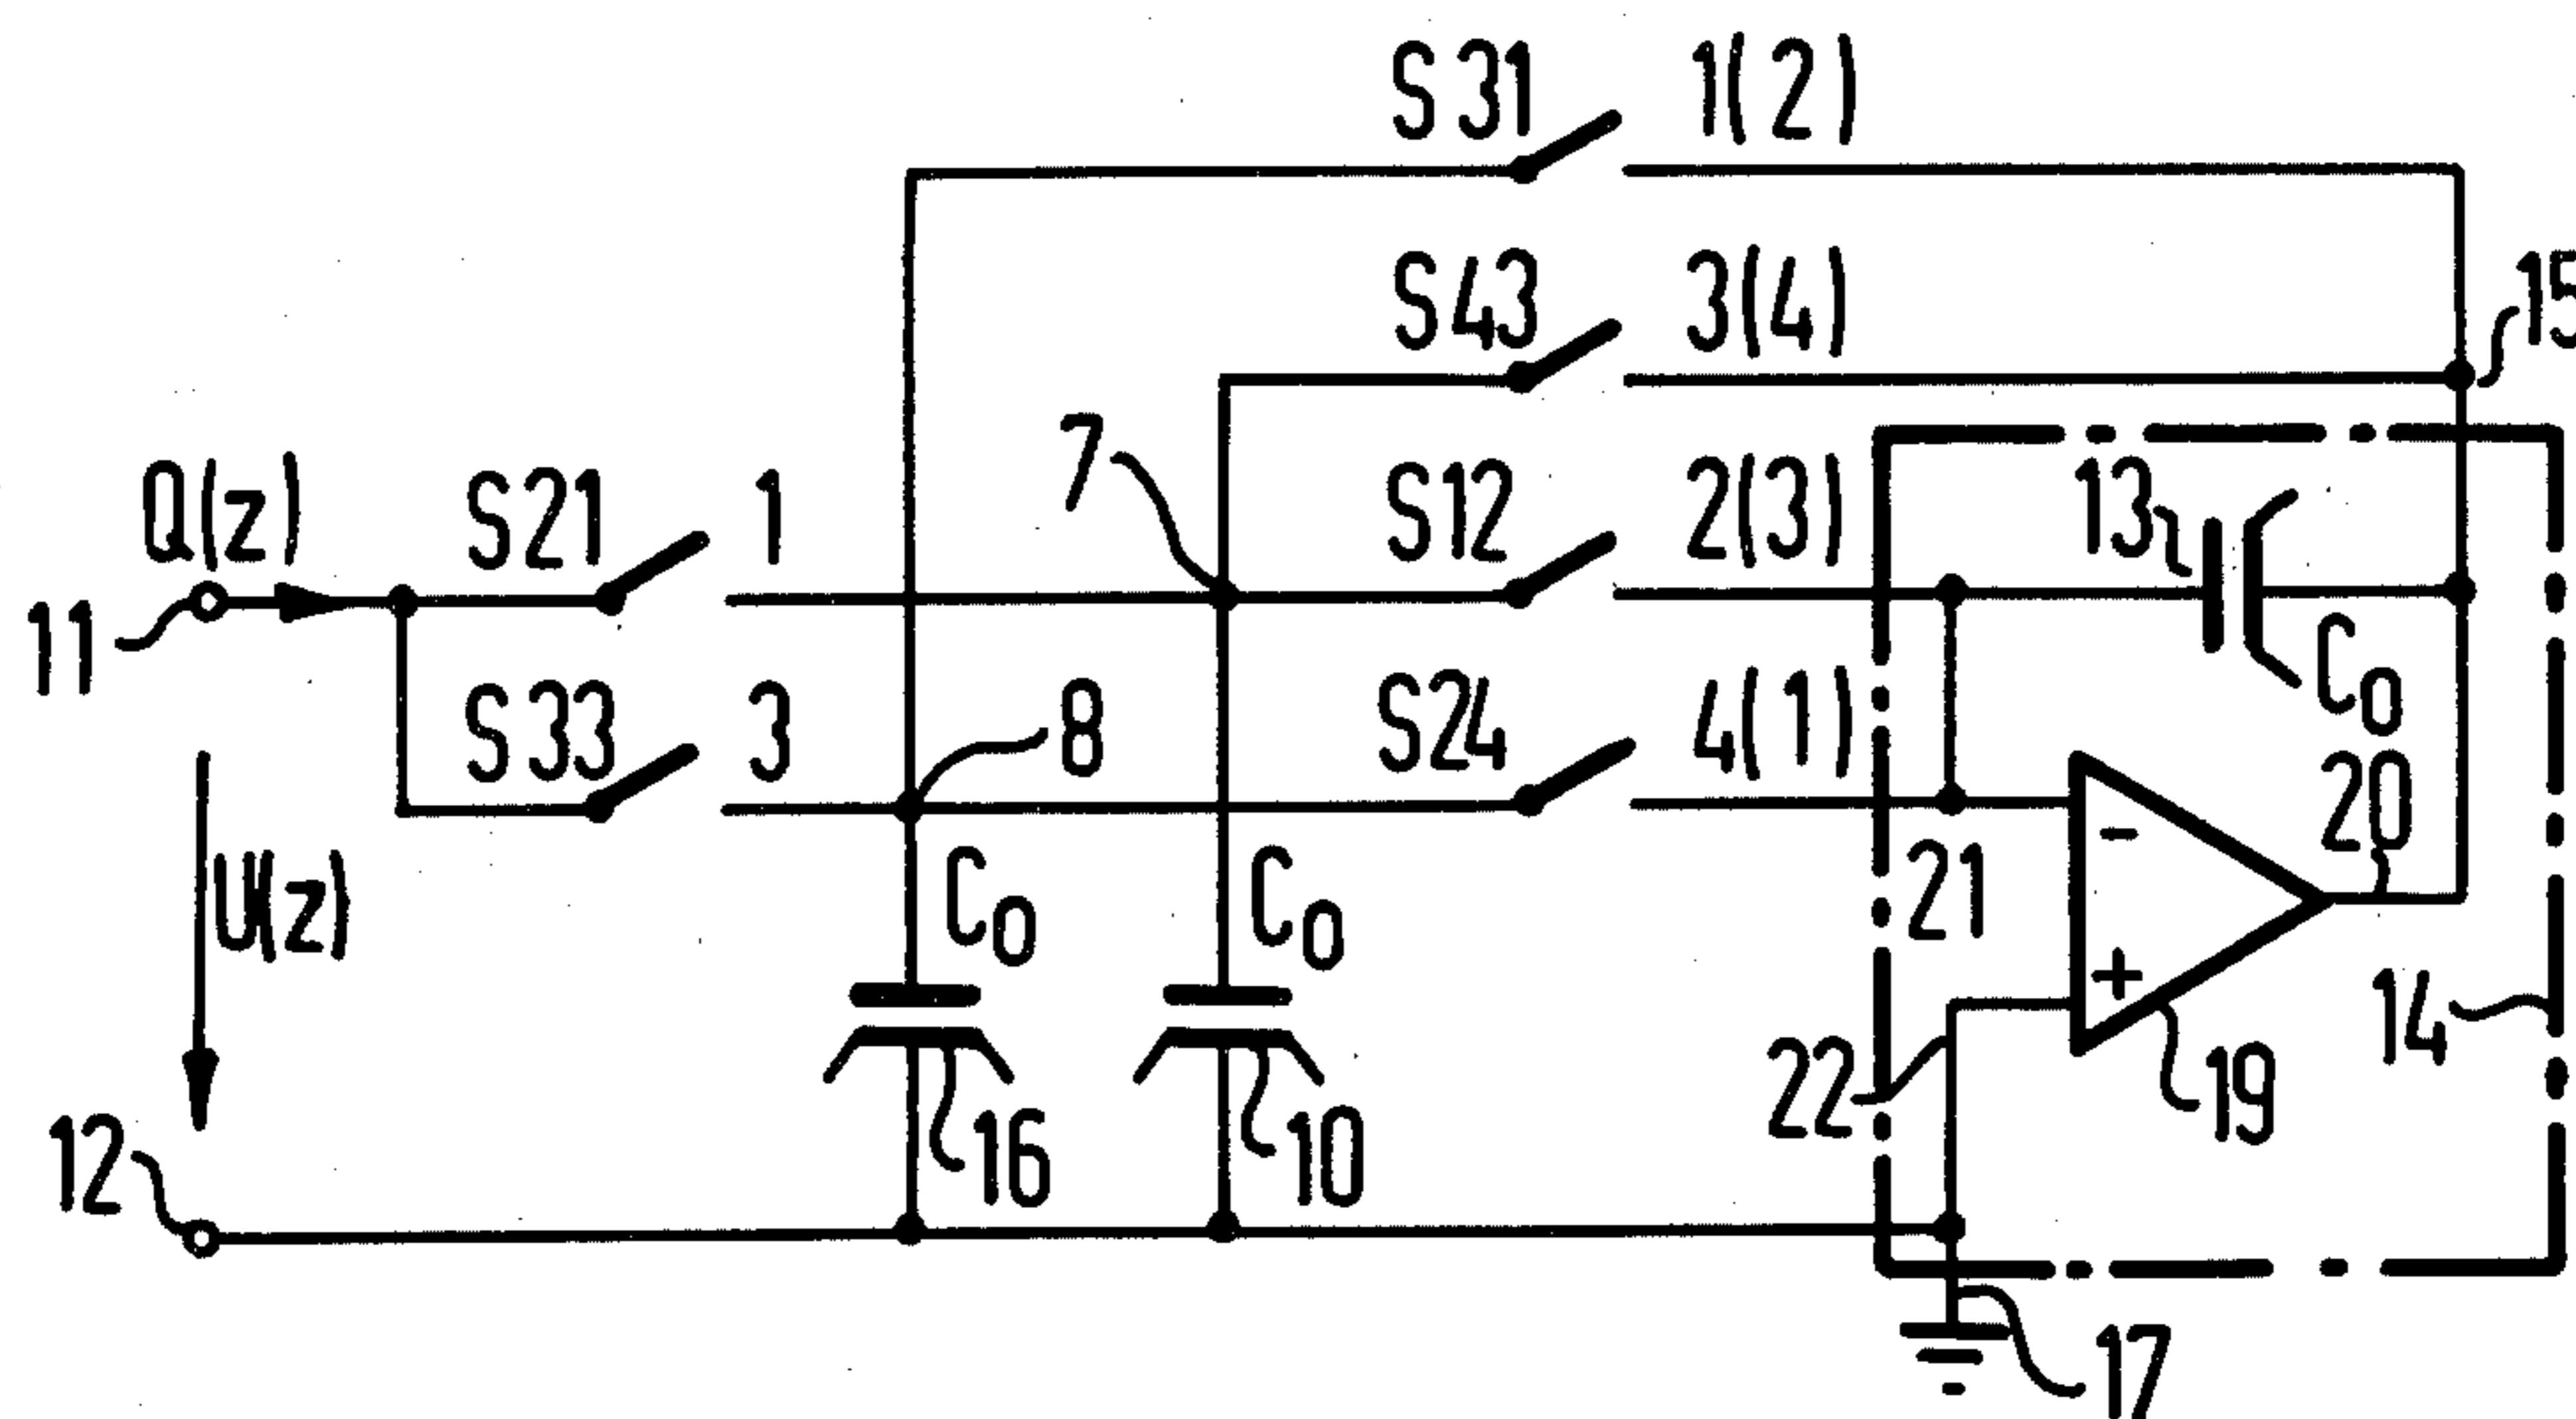 S31 1(2)
S43 3(4)
15
7
Q(z) S21 1 S12 2(3) 13
11
C0
S33 3 8 S24 4(1)
20
U(z) C0 C0 21 -
+
14
12 16 10 22 19
17